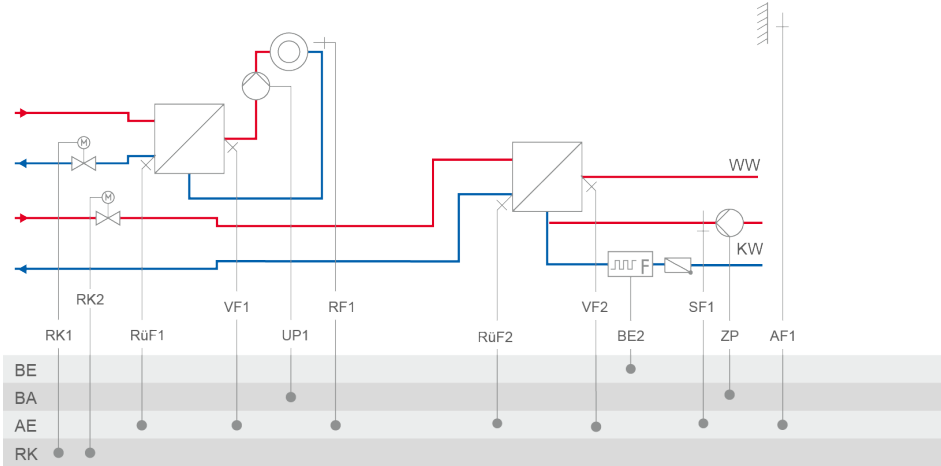 M
WW
M
KW
F
RK2
VF1
RF1
VF2
SF1
RK1
RüF1
UP1
RüF2
BE2
ZP
AF1
BE
BA
AE
RK